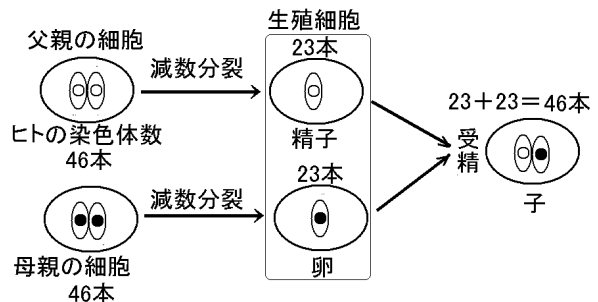 父親の細胞
ヒトの染色体数
46本
減数分裂
生殖細胞
23本
精子
母親の細胞
46本
減数分裂
23本
卵
受精
23+23=46本
子